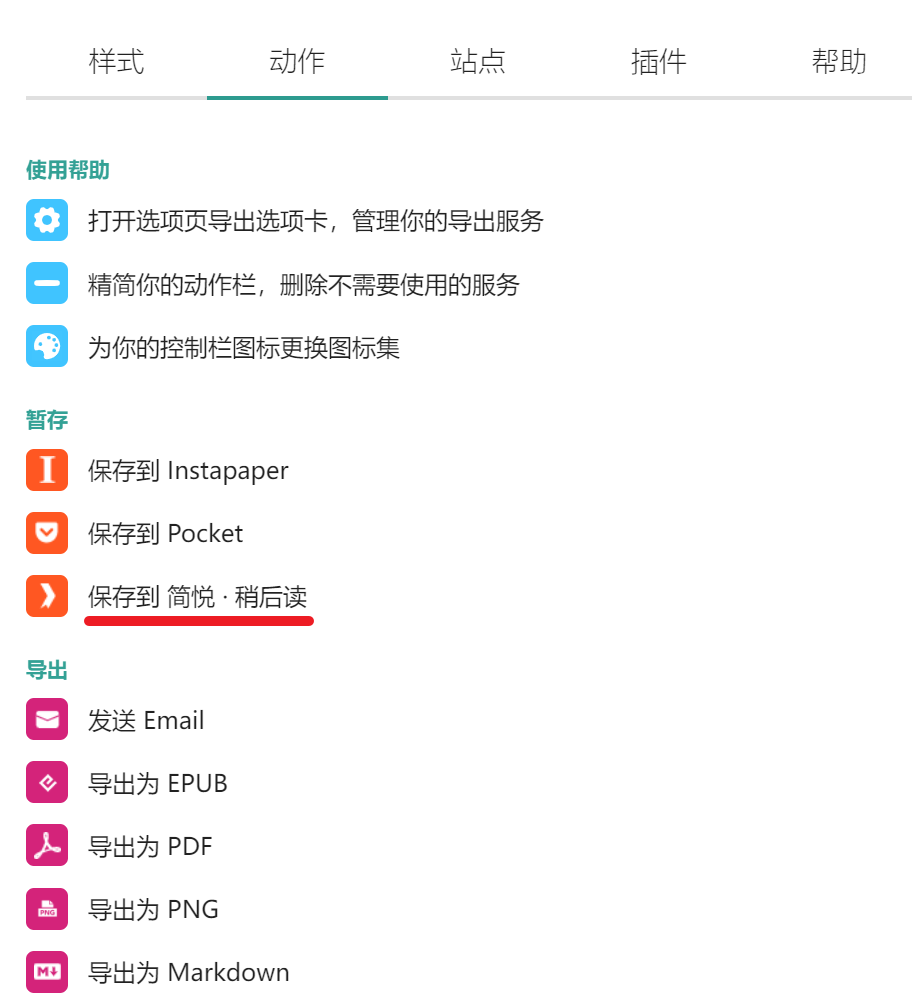 样式 动作 站点 插件 帮助
使用帮助
打开选项页导出选项卡，管理你的导出服务
精简你的动作栏，删除不需要使用的服务
为你的控制栏图标更换图标集
暂存
保存到 Instapaper
保存到 Pocket
保存到 简悦 · 稍后读
导出
发送 Email
导出为 EPUB
导出为 PDF
PNG 导出为 PNG
M 导出为 Markdown